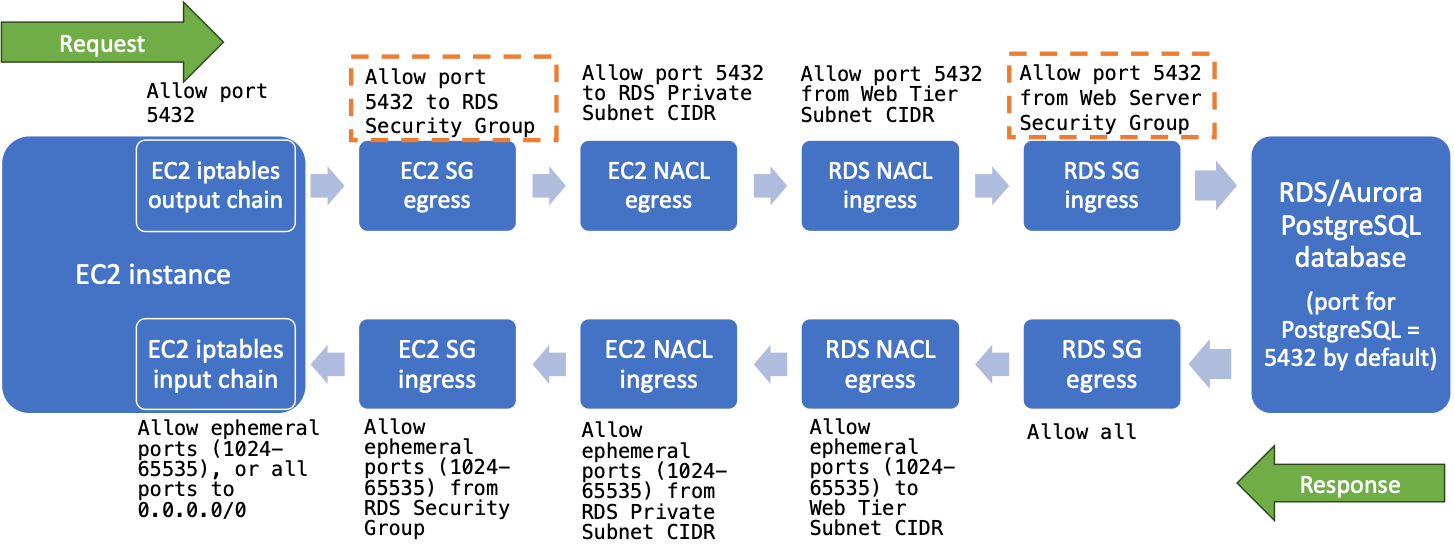 Request
Allow port
5432
Allow port
5432 to RDS
Security Group
Allow port 5432
to RDS Private
Subnet CIDR
Allow port 5432
from Web Tier
Subnet CIDR
Allow port 5432
from Web Server
Security Group
EC2 iptables
output chain
EC2 SG
egress
EC2 NACL
egress
RDS NACL
ingress
RDS SG
ingress
RDS/Aurora
PostgreSQL
database
(port for
PostgreSQL =
5432 by default)
EC2 instance
EC2 iptables
input chain
EC2 SG
ingress
EC2 NACL
ingress
RDS NACL
egress
RDS SG
egress
Allow ephemeral
ports (1024-
65535), or all
ports to
0.0.0.0/0
Allow
ephemeral
ports (1024-
65535) from
RDS Security
Group
Allow
ephemeral
ports (1024-
65535) from
RDS Private
Subnet CIDR
Allow
ephemeral
ports (1024-
65535) to
Web Tier
Subnet CIDR
Allow all
Response